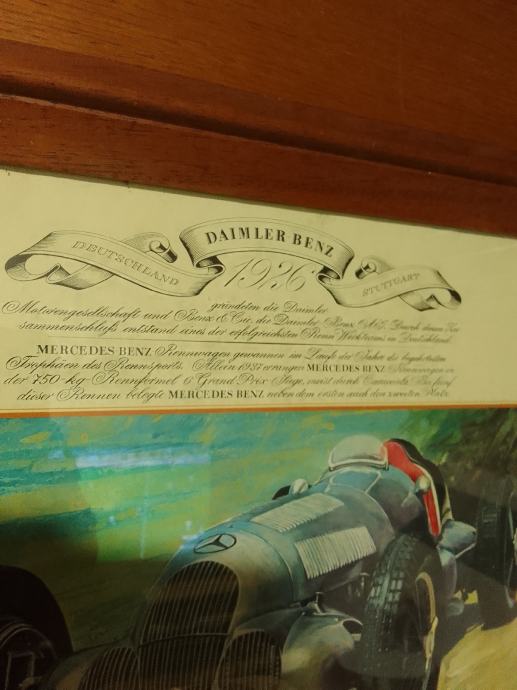 DAIMLER BENZ
DEUTSCHLAND
1926
STUTTGART
gründeten die Daimler
Motorengesellschaft und Benz & Cie. die Daimler Benz A.G. Durch diesen Zu
sammenschluß entstand eines der erfolgreichsten Renn Werkteams in Deutschland.
MERCEDES BENZ Rennwagen gewannen im Laufe der Jahre die begehrtesten
Trophäen des Rennsports. Allein 1937 errangen MERCEDES BENZ Rennwagen in
der 750-kg-Rennformel 6 Grand Prix Siege, meist durch Bei fünf
dieser Rennen belegte MERCEDES BENZ neben dem ersten auch den zweiten Platz.